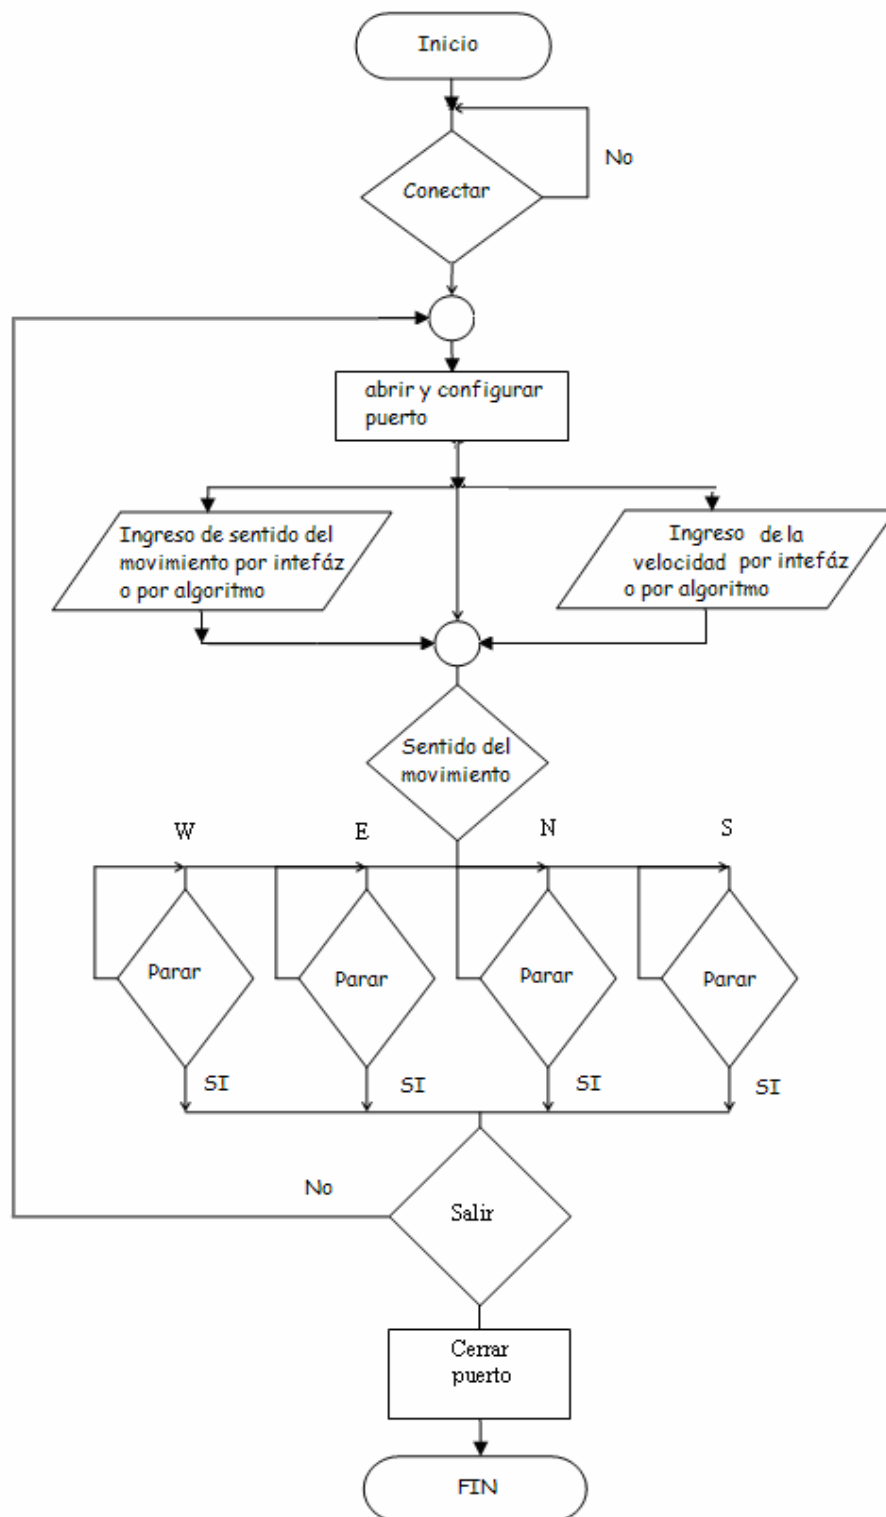 Inicio
No
Conectar
abrir y configurar
puerto
Ingreso de sentido del
movimiento por intefáz
o por algoritmo
Ingreso de la
velocidad por intefáz
o por algoritmo
Sentido del
movimiento
W
E
N
S
Parar
Parar
Parar
Parar
SI
SI
SI
SI
No
Salir
Cerrar
puerto
FIN